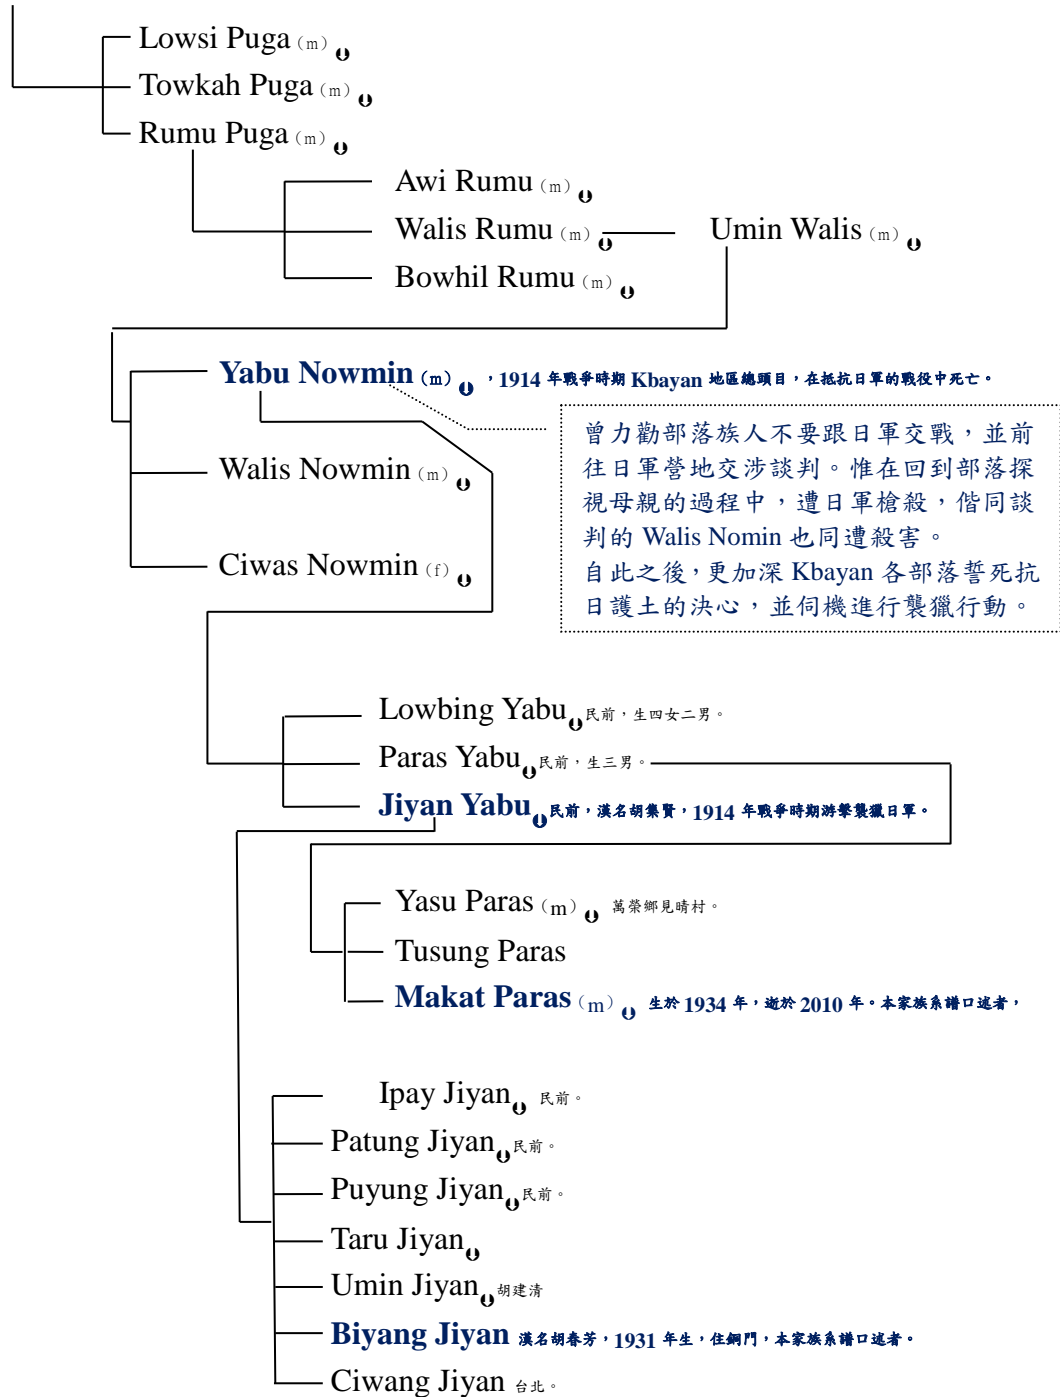 Lowsi Puga（m）
Towkah Puga（m）
Rumu Puga（m）
Awi Rumu（m）
Walis Rumu（m）
Umin Walis（m）
Bowhil Rumu（m）
Yabu Nowmin（m），1914 年戰爭時期 Kbayan 地區總頭目，在抵抗日軍的戰役中死亡。
曾力勸部落族人不要跟日軍交戰，並前
往日軍營地交涉談判。惟在回到部落探
視母親的過程中，遭日軍槍殺，偕同談
判的 Walis Nomin 也同遭殺害。
自此之後，更加深 Kbayan 各部落誓死抗
日護土的決心，並伺機進行襲獵行動。
Walis Nowmin（m）
Ciwas Nowmin（f）
Lowbing Yabu 民前，生四女二男。
Paras Yabu 民前，生三男。
Jiyan Yabu 民前，漢名胡集賢，1914 年戰爭時期游擊襲獵日軍。
Yasu Paras（m） 萬榮鄉見晴村。
Tusung Paras
Makat Paras（m） 生於 1934 年，逝於 2010 年。本家族系譜口述者，
Ipay Jiyan 民前。
Patung Jiyan 民前。
Puyung Jiyan 民前。
Taru Jiyan
Umin Jiyan 胡建清
Biyang Jiyan 漢名胡春芳，1931 年生，住銅門，本家族系譜口述者。
Ciwang Jiyan 台北。